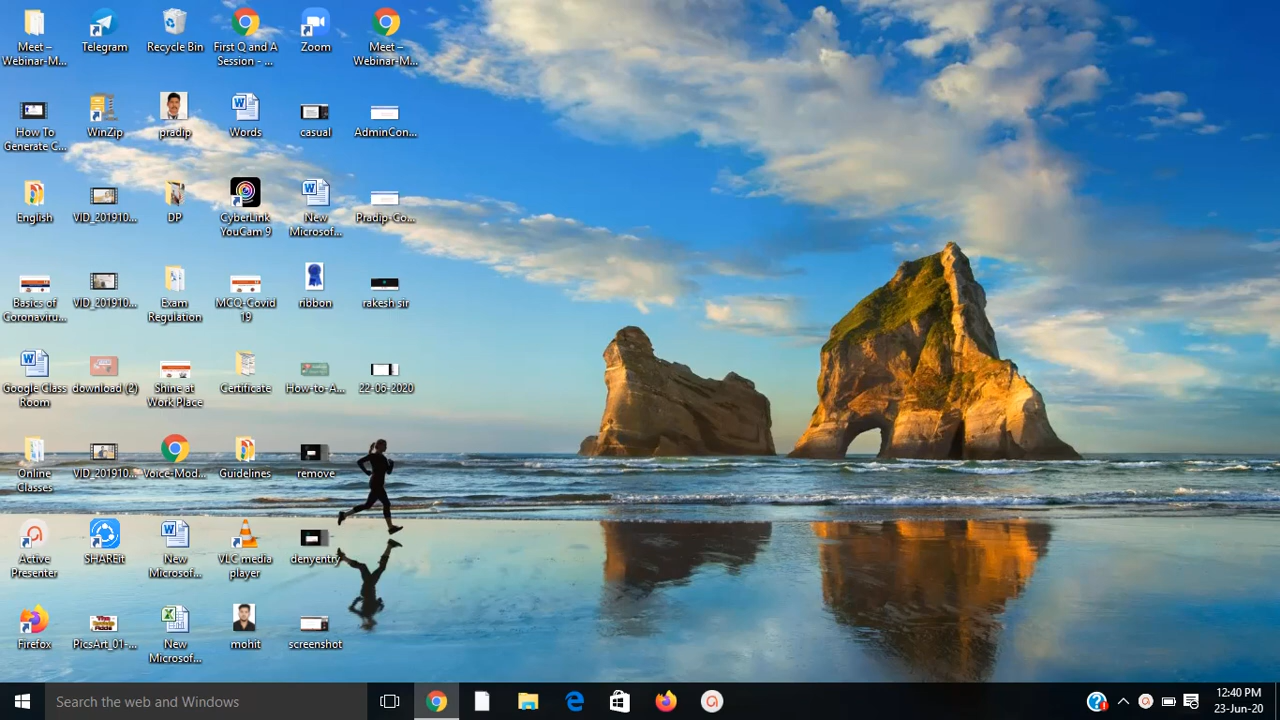 Meet –
Webinar-M...
Telegram
Recycle Bin
First Q and A
Session - ...
Zoom
Meet –
Webinar-M...
How To
Generate C...
WinZip
pradip
Words
casual
AdminCon...
English
VID_201910...
DP
CyberLink
YouCam 9
New
Microsof...
Pradip-Go...
Basics of
Coronaviru...
VID_201910...
Exam
Regulation
MCQ-Covid
19
ribbon
rakesh sir
Google Class
Room
download (2)
Shine at
Work Place
Certificate
How-to-A...
22-06-2020
Online
Classes
VID_201910...
Voice-Mod...
Guidelines
remove
Active
Presenter
SHAREit
New
Microsof...
VLC media
player
denyentry
Firefox
PicsArt_01-...
New
Microsof...
mohit
screenshot
Search the web and Windows
12:40 PM
23-Jun-20